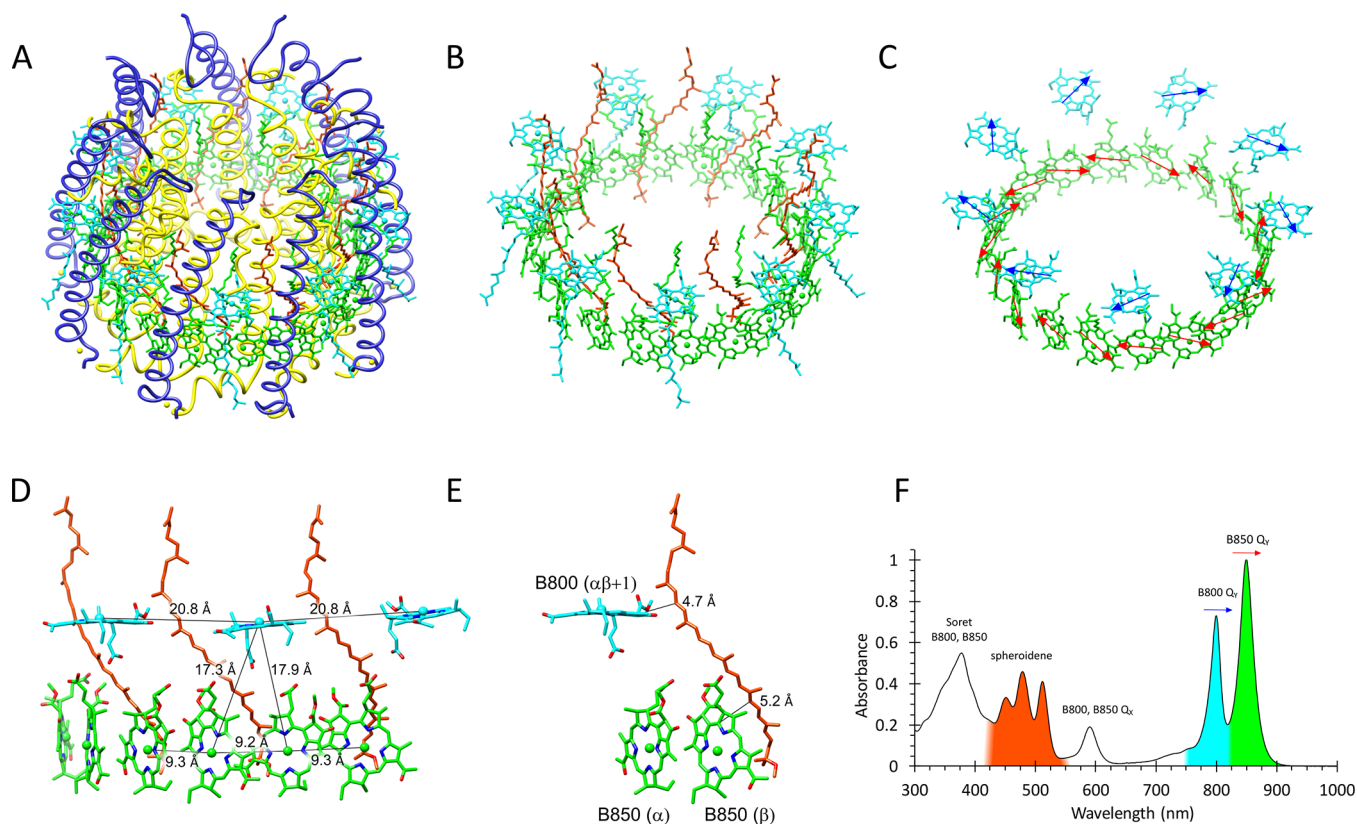 A
B
C
D
20.8 Å
20.8 Å
17.3 Å
17.9 Å
9.3 Å
9.2 Å
9.3 Å
E
B800 (αβ+1)
4.7 Å
5.2 Å
B850 (α)
B850 (β)
F
B850 QY
B800 QY
Soret
B800, B850
spheroidene
B800, B850 QX
Absorbance
1
0.8
0.6
0.4
0.2
0
300 400 500 600 700 800 900 1000
Wavelength (nm)